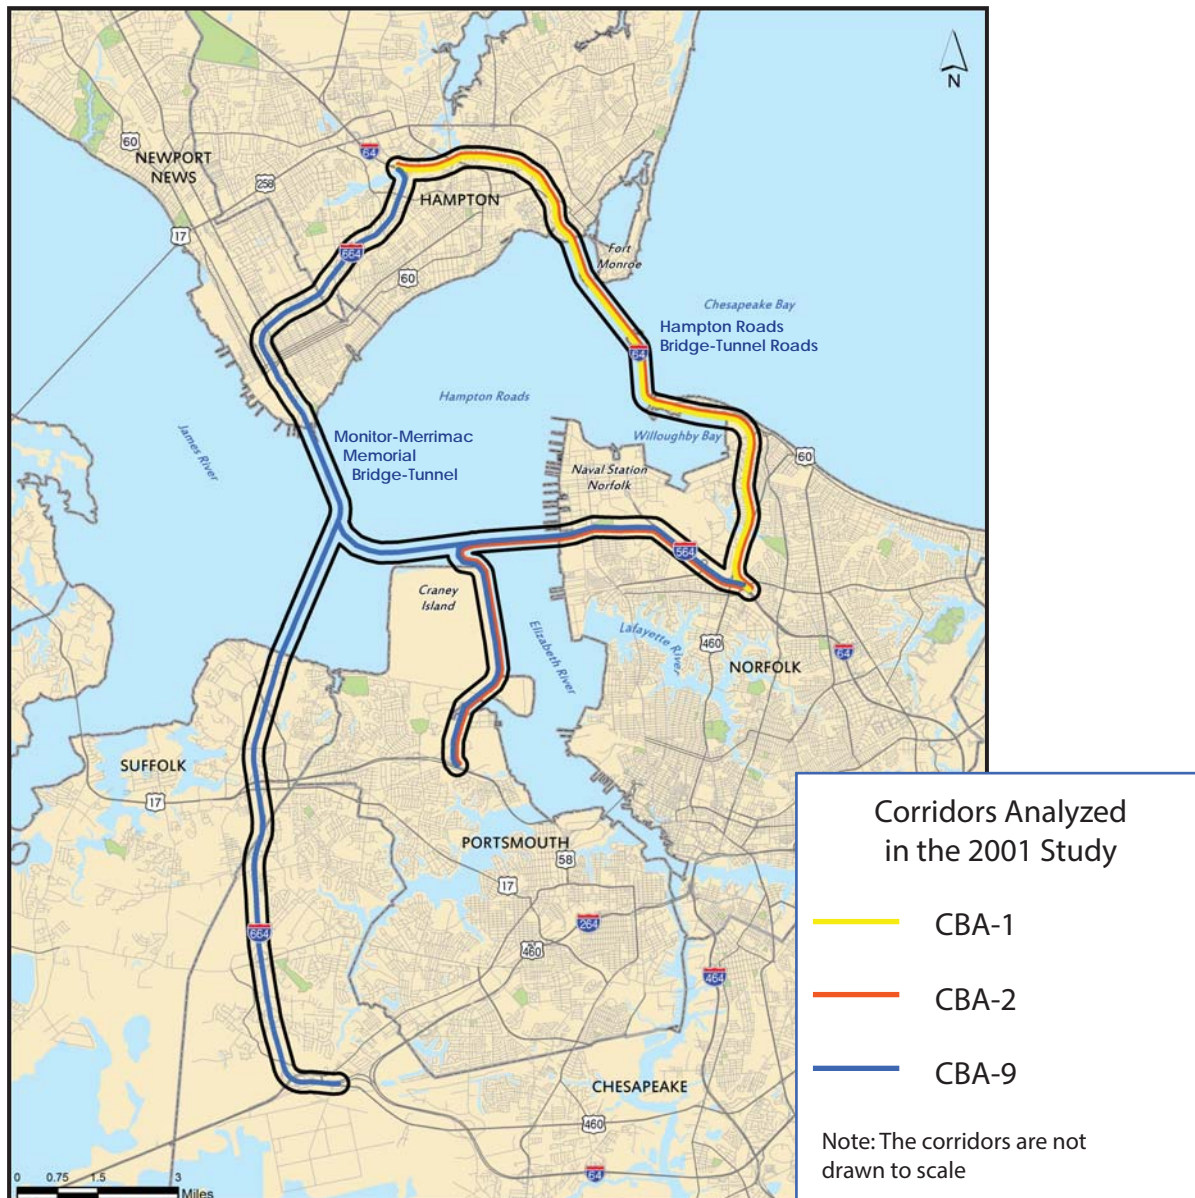 N
60
NEWPORT
NEWS
64
258
HAMPTON
17
664
60
Fort
Monroe
Chesapeake Bay
Hampton Roads
Bridge-Tunnel Roads
64
Hampton Roads
James River
Monitor-Merrimac
Memorial
Bridge-Tunnel
Willoughby Bay
60
Naval Station
Norfolk
564
Craney
Island
Elizabeth River
Lafayette River
460
64
NORFOLK
SUFFOLK
17
PORTSMOUTH
58
17
264
460
664
464
CHESAPEAKE
460
64
0 0.75 1.5 3
Miles
Corridors Analyzed
in the 2001 Study
CBA-1
CBA-2
CBA-9
Note: The corridors are not
drawn to scale